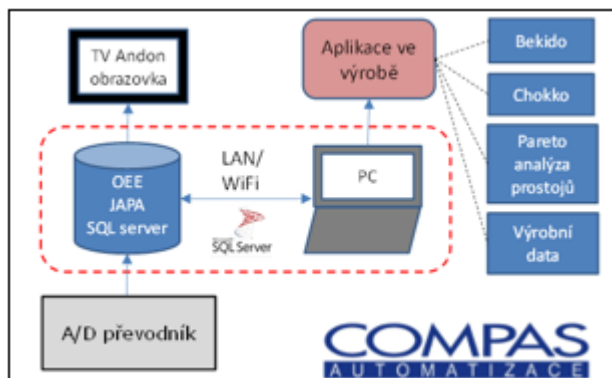 TV Andon
obrazovka
Aplikace ve
výrobě
Bekido
Chokko
Pareto
analýza
prostojů
Výrobní
data
OEE
JAPA
SQL server
LAN/
WiFi
PC
SQL Server
A/D převodník
COMPAS
AUTOMATIZACE